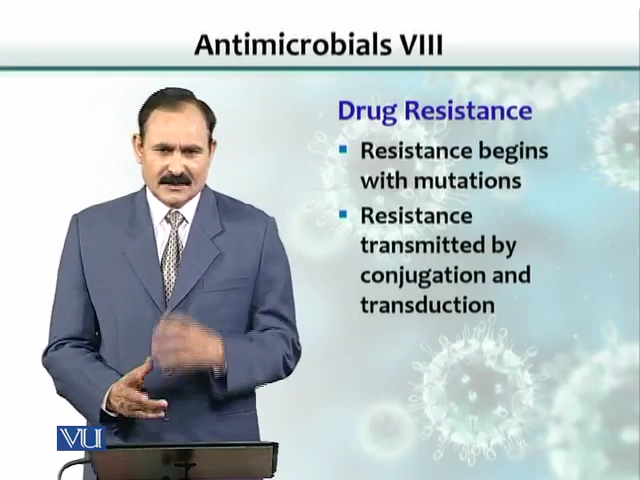 Antimicrobials VIII
Drug Resistance
Resistance begins
with mutations
Resistance
transmitted by
conjugation and
transduction
VU